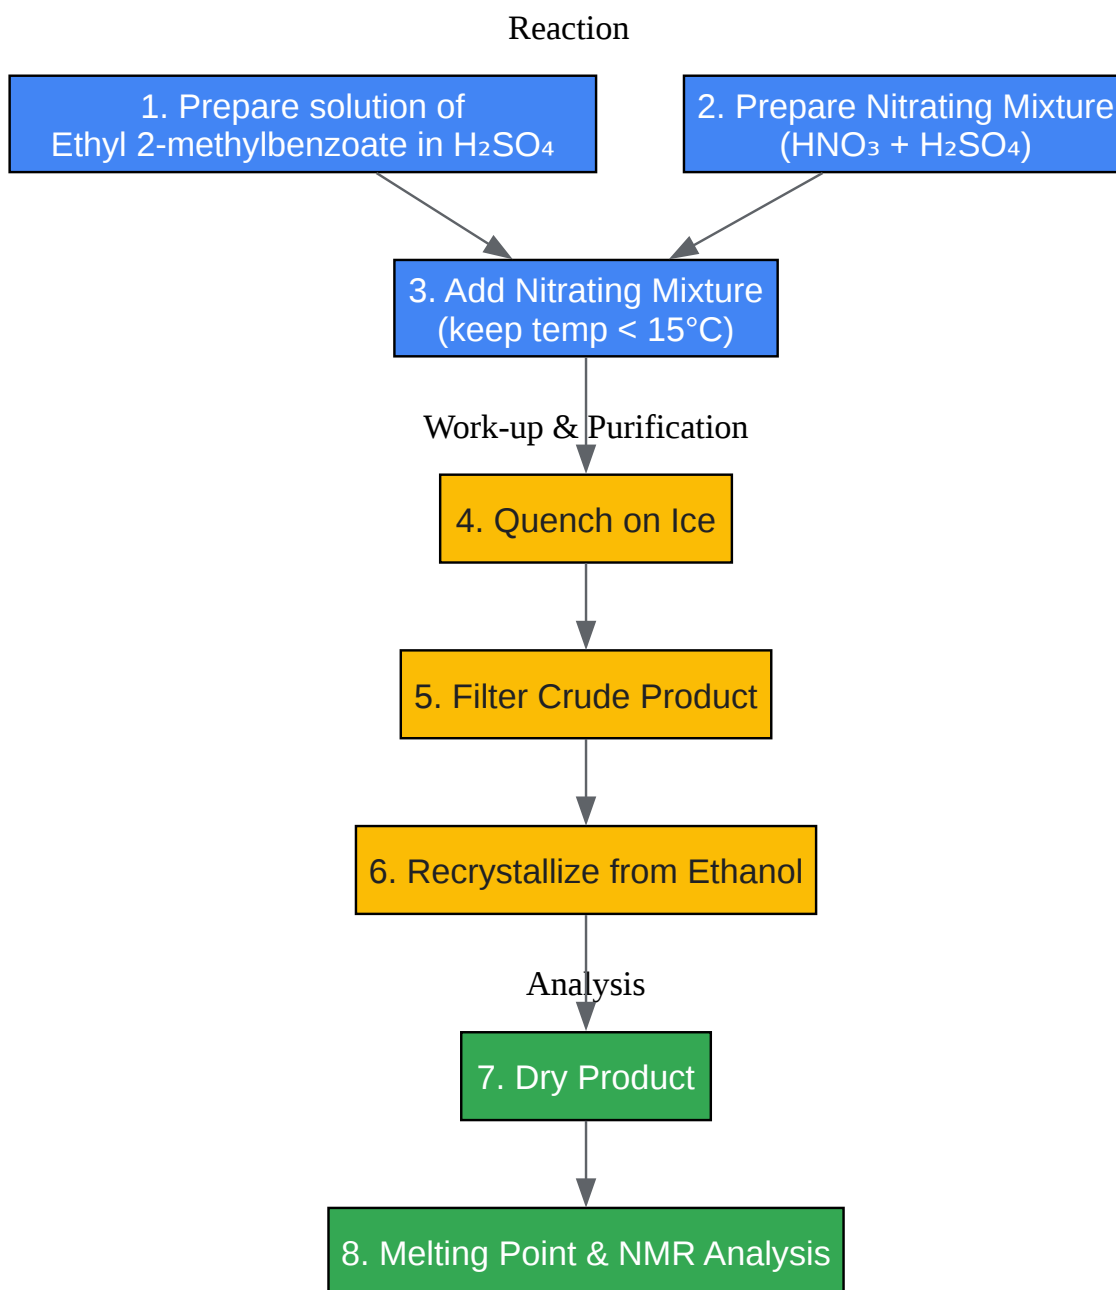 Reaction
1. Prepare solution of
Ethyl 2-methylbenzoate in H₂SO₄
2. Prepare Nitrating Mixture
(HNO₃ + H₂SO₄)
3. Add Nitrating Mixture
(keep temp < 15°C)
Work-up & Purification
4. Quench on Ice
5. Filter Crude Product
6. Recrystallize from Ethanol
Analysis
7. Dry Product
8. Melting Point & NMR Analysis